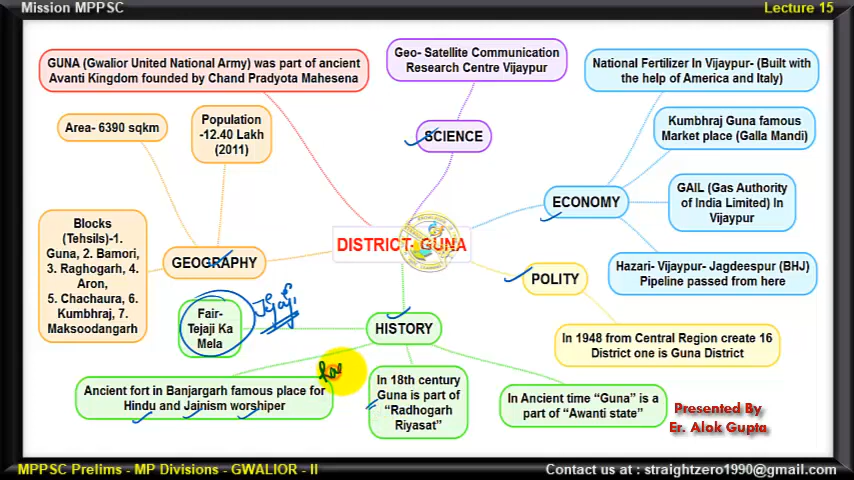 Mission MPPSC
Lecture 15
GUNA (Gwalior United National Army) was part of ancient
Avanti Kingdom founded by Chand Pradyota Mahesena
Geo- Satellite Communication
Research Centre Vijaypur
National Fertilizer In Vijaypur- (Built with
the help of America and Italy)
Area- 6390 sqkm
Population
-12.40 Lakh
(2011)
SCIENCE
Kumbhraj Guna famous
Market place (Galla Mandi)
ECONOMY
GAIL (Gas Authority
of India Limited) In
Vijaypur
Blocks
(Tehsils)-1.
Guna, 2. Bamori,
3. Raghogarh, 4.
Aron,
5. Chachaura, 6.
Kumbhraj, 7.
Maksoodangarh
GEOGRAPHY
DISTRICT- GUNA
POLITY
Hazari- Vijaypur- Jagdeespur (BHJ)
Pipeline passed from here
Fair-
Tejaji Ka
Mela
HISTORY
In 1948 from Central Region create 16
District one is Guna District
Ancient fort in Banjargarh famous place for
Hindu and Jainism worshiper
In 18th century
Guna is part of
"Radhogarh
Riyasat"
In Ancient time "Guna" is a
part of "Awanti state"
Presented By
Er. Alok Gupta
MPPSC Prelims - MP Divisions - GWALIOR - II
Contact us at : straightzero1990@gmail.com